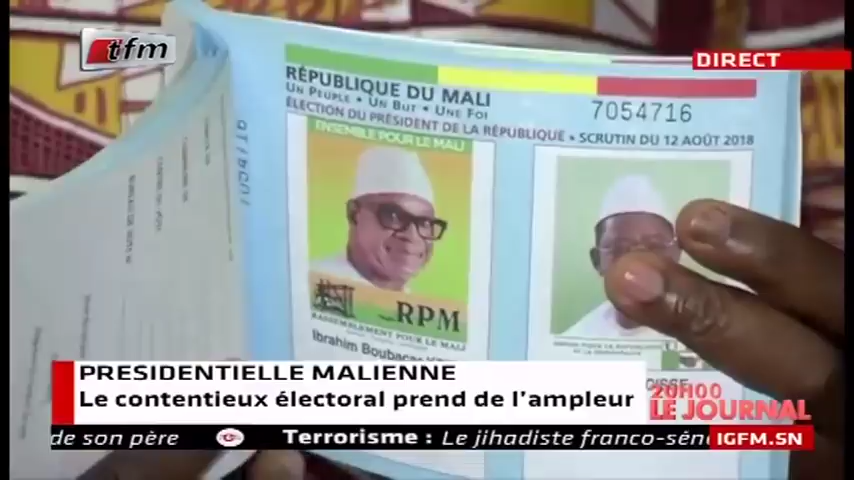 tfm
DIRECT
RÉPUBLIQUE DU MALI
UN PEUPLE • UN BUT • UNE FOI
7054716
ÉLECTION DU PRÉSIDENT DE LA RÉPUBLIQUE • SCRUTIN DU 12 AOÛT 2018
ENSEMBLE POUR LE MALI
RPM
RASSEMBLEMENT POUR LE MALI
Ibrahim Boubacar
PRESIDENTIELLE MALIENNE
Le contentieux électoral prend de l'ampleur
20H00
LE JOURNAL
de son père
Terrorisme : Le jihadiste franco-séné
IGFM.SN